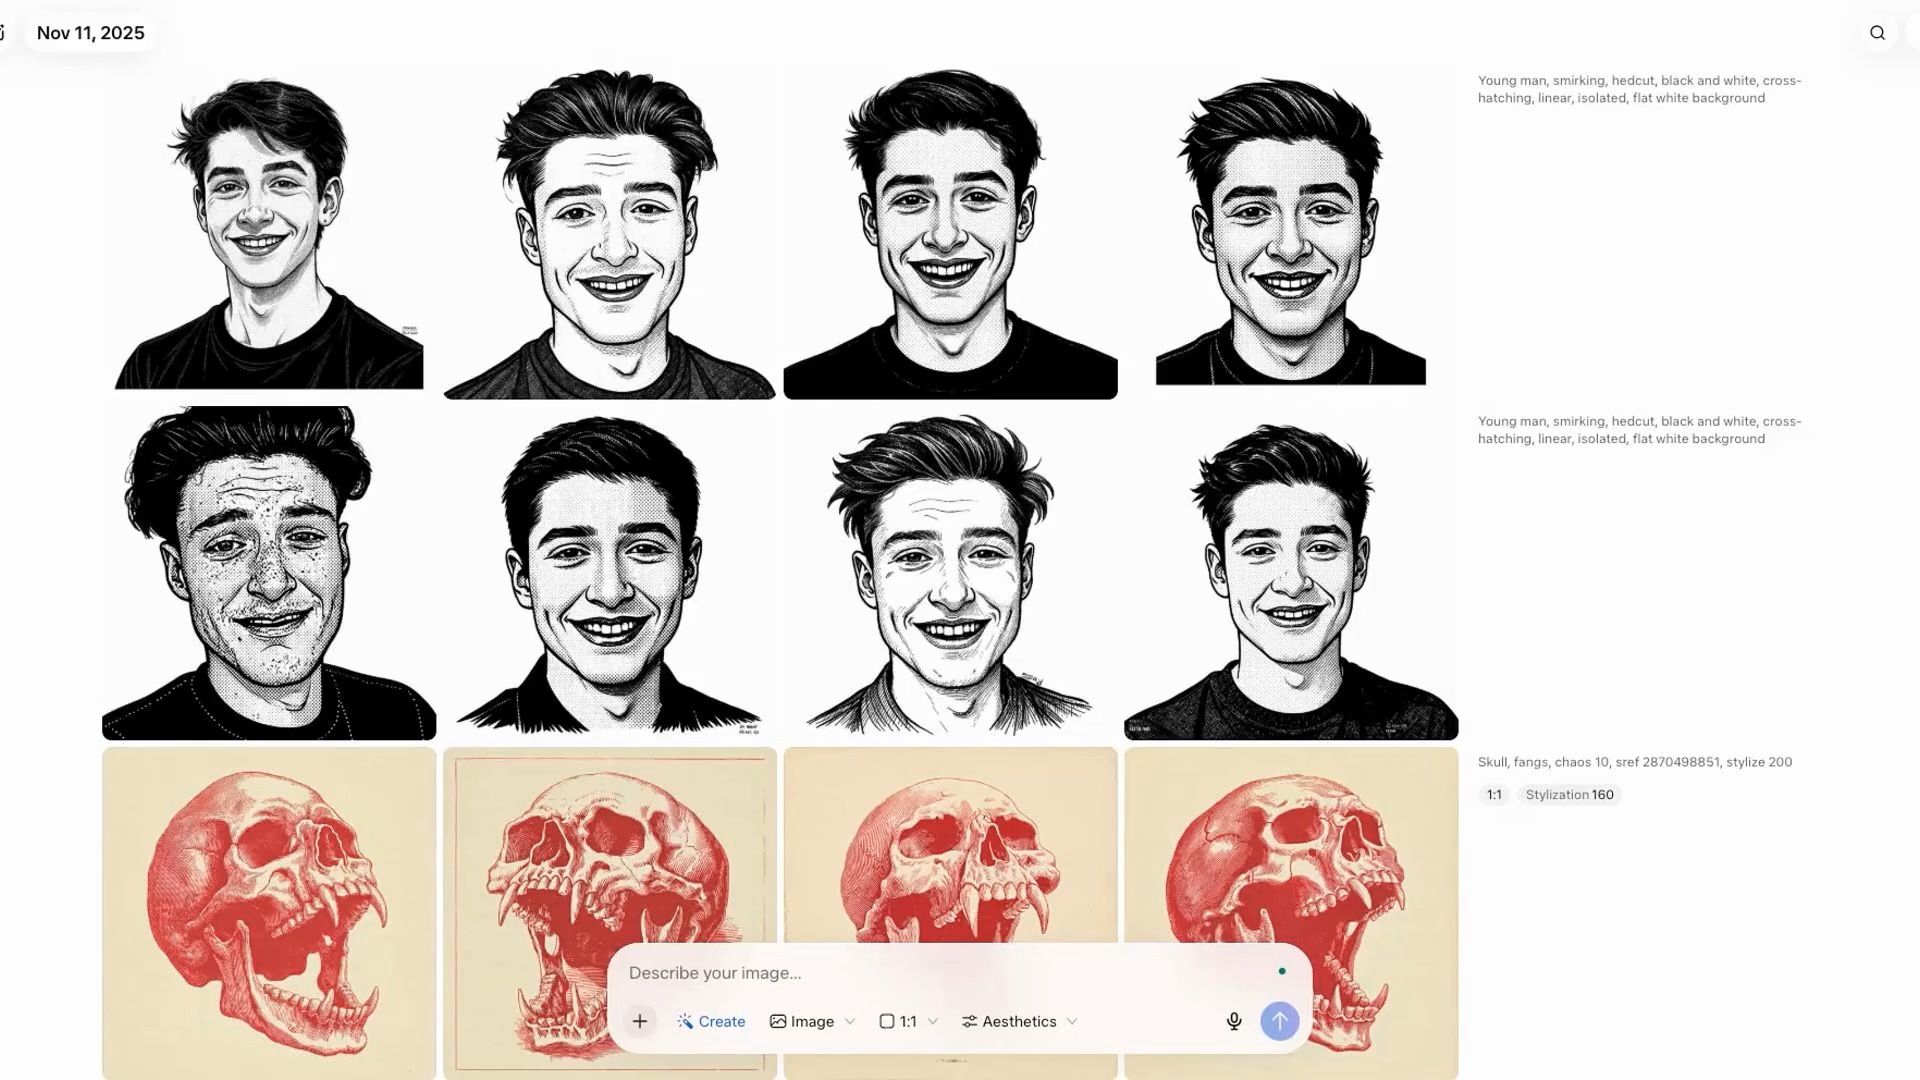 Nov 11, 2025
Young man, smirking, hedcut, black and white, cross-
hatching, linear, isolated, flat white background
Young man, smirking, hedcut, black and white, cross-
hatching, linear, isolated, flat white background
Skull, fangs, chaos 10, sref 2870498851, stylize 200
1:1 Stylization 160
Describe your image...
Create Image 1:1 Aesthetics